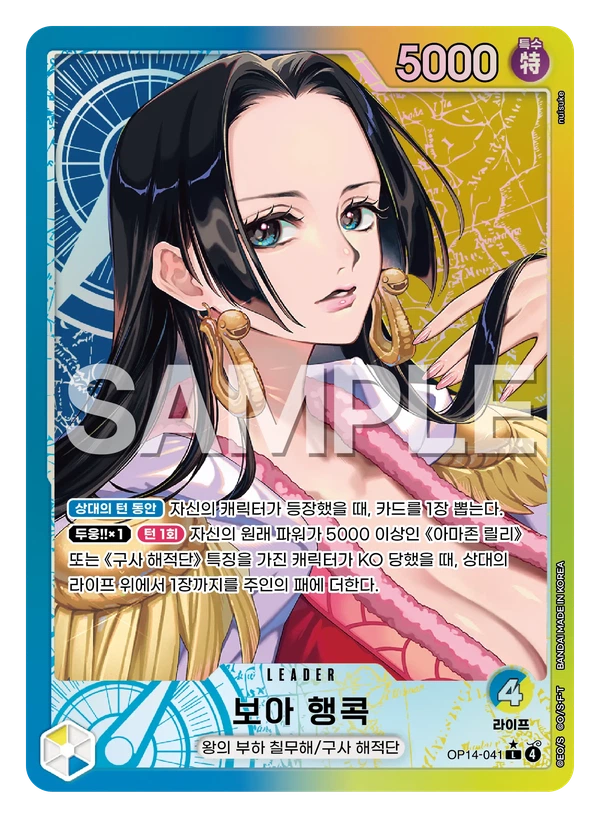 5000
특수
特
nutsuke
SAMPLE
상대의 턴 동안 자신의 캐릭터가 등장했을 때, 카드를 1장 뽑는다.
두웅!!×1 턴 1회 자신의 원래 파워가 5000 이상인 《아마존 릴리》
또는 《구사 해적단》 특징을 가진 캐릭터가 KO 당했을 때, 상대의
라이프 위에서 1장까지를 주인의 패에 더한다.
LEADER
보아 행콕
4
라이프
왕의 부하 칠무해/구사 해적단
OP14-041 L 4
©EO/S ©O/S·F·T BANDAI MADE IN KOREA